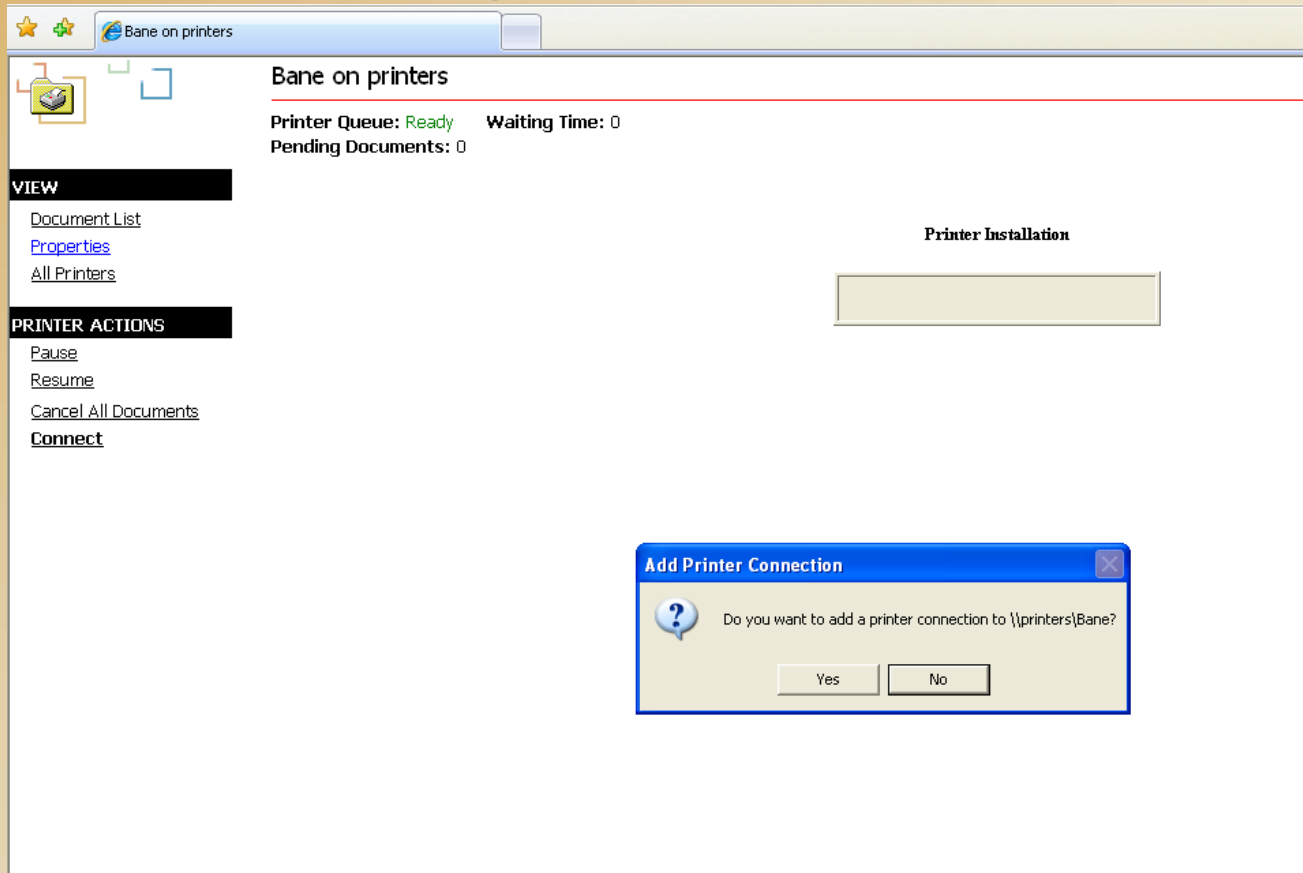 Bane on printers
Bane on printers
Printer Queue: Ready Waiting Time: 0
Pending Documents: 0
VIEW
Document List
Properties
All Printers
PRINTER ACTIONS
Pause
Resume
Cancel All Documents
Connect
Printer Installation
Add Printer Connection
Do you want to add a printer connection to \\printers\Bane?
Yes No